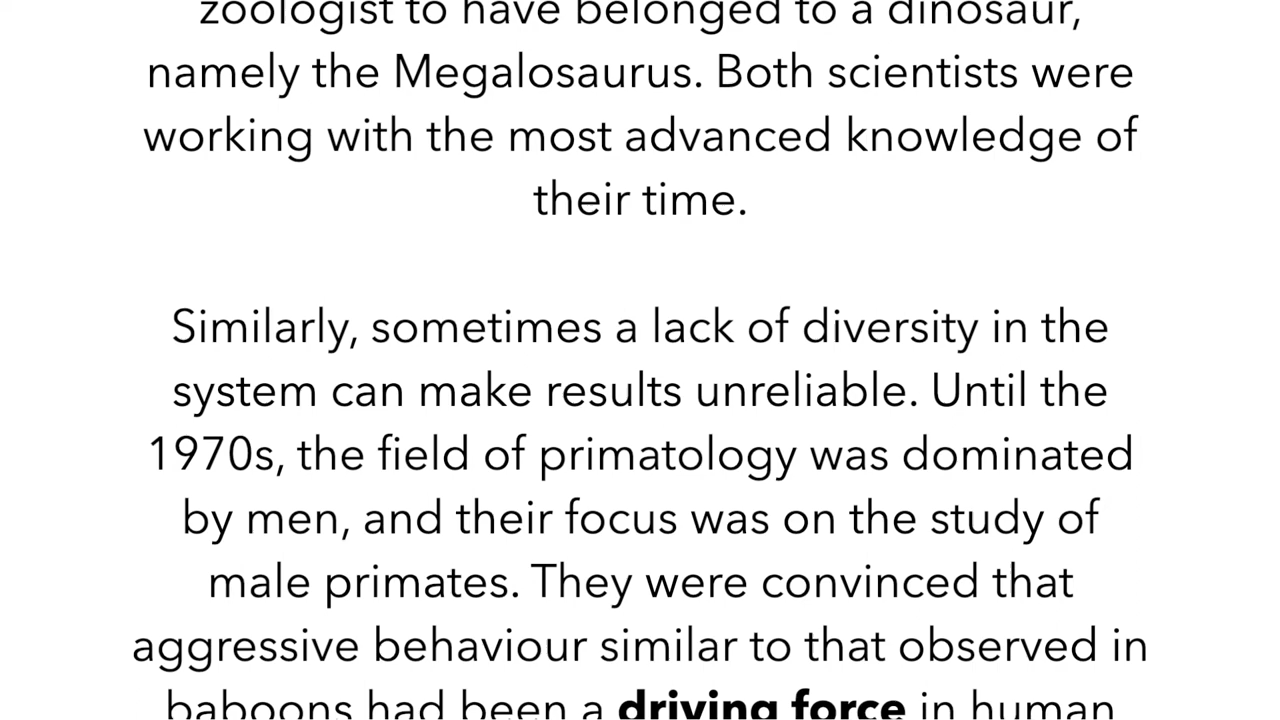 zoologist to have belonged to a dinosaur,
namely the Megalosaurus. Both scientists were
working with the most advanced knowledge of
their time.
Similarly, sometimes a lack of diversity in the
system can make results unreliable. Until the
1970s, the field of primatology was dominated
by men, and their focus was on the study of
male primates. They were convinced that
aggressive behaviour similar to that observed in
baboons had been a driving force in human